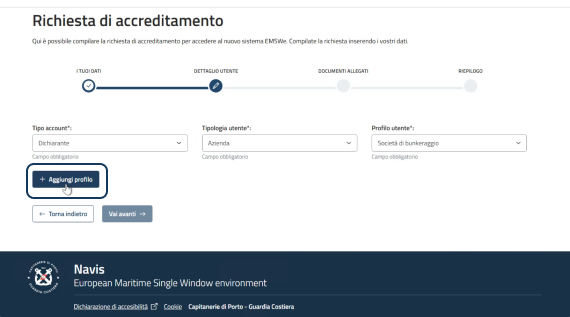 Richiesta di accreditamento
Qui è possibile compilare la richiesta di accreditamento per accedere al nuovo sistema EMSWe. Compilate la richiesta inserendo i vostri dati.
I TUOI DATI DETTAGLIO UTENTE DOCUMENTI ALLEGATI RIEPILOGO
Tipo account*: Tipologia utente*: Profilo utente*:
Dichiarante Azienda Società di bunkeraggio
Campo obbligatorio Campo obbligatorio Campo obbligatorio
+ Aggiungi profilo
← Torna indietro Vai avanti →
Navis
European Maritime Single Window environment
Dichiarazione di accesibilità Cookie Capitanerie di Porto - Guardia Costiera